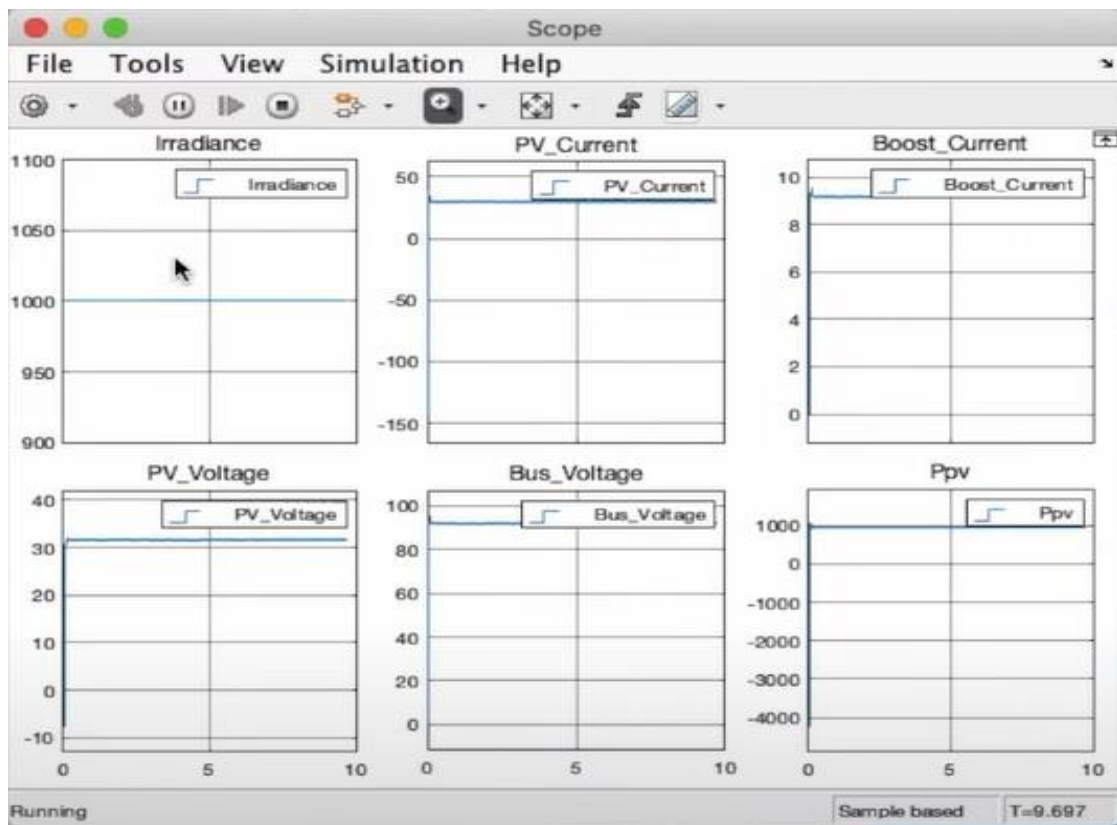 Scope
File Tools View Simulation Help
Irradiance PV_Current Boost_Current
1100
1050
1000
950
900
Irradiance
50
0
-50
-100
-150
PV_Current
10
8
6
4
2
0
Boost_Current
PV_Voltage Bus_Voltage Ppv
40
30
20
10
0
-10
PV_Voltage
0 5 10
100
80
60
40
20
0
Bus_Voltage
0 5 10
1000
0
-1000
-2000
-3000
-4000
Ppv
0 5 10
Running Sample based T=9.697